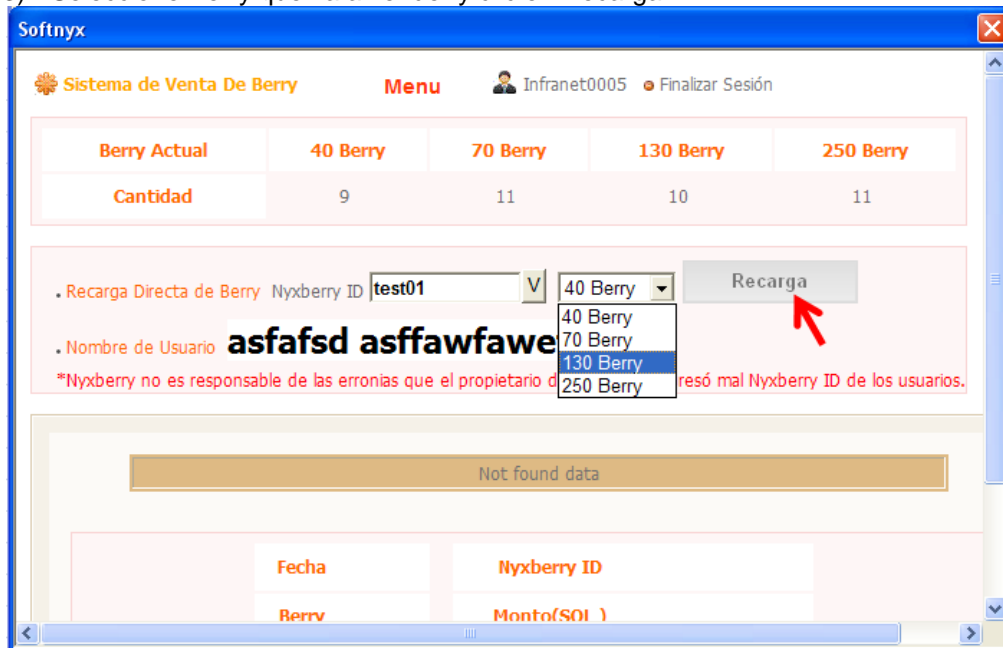 Softnyx
Sistema de Venta De Berry Menu Infranet0005 Finalizar Sesión
Berry Actual 40 Berry 70 Berry 130 Berry 250 Berry
Cantidad 9 11 10 11
. Recarga Directa de Berry Nyxberry ID test01 V 40 Berry Recarga
40 Berry
70 Berry
130 Berry
250 Berry
. Nombre de Usuario asfafsd
*Nyxberry no es responsable de las erronias que el propietario resó mal Nyxberry ID de los usuarios.
Not found data
Fecha Nyxberry ID
Berry Monto(SOL )